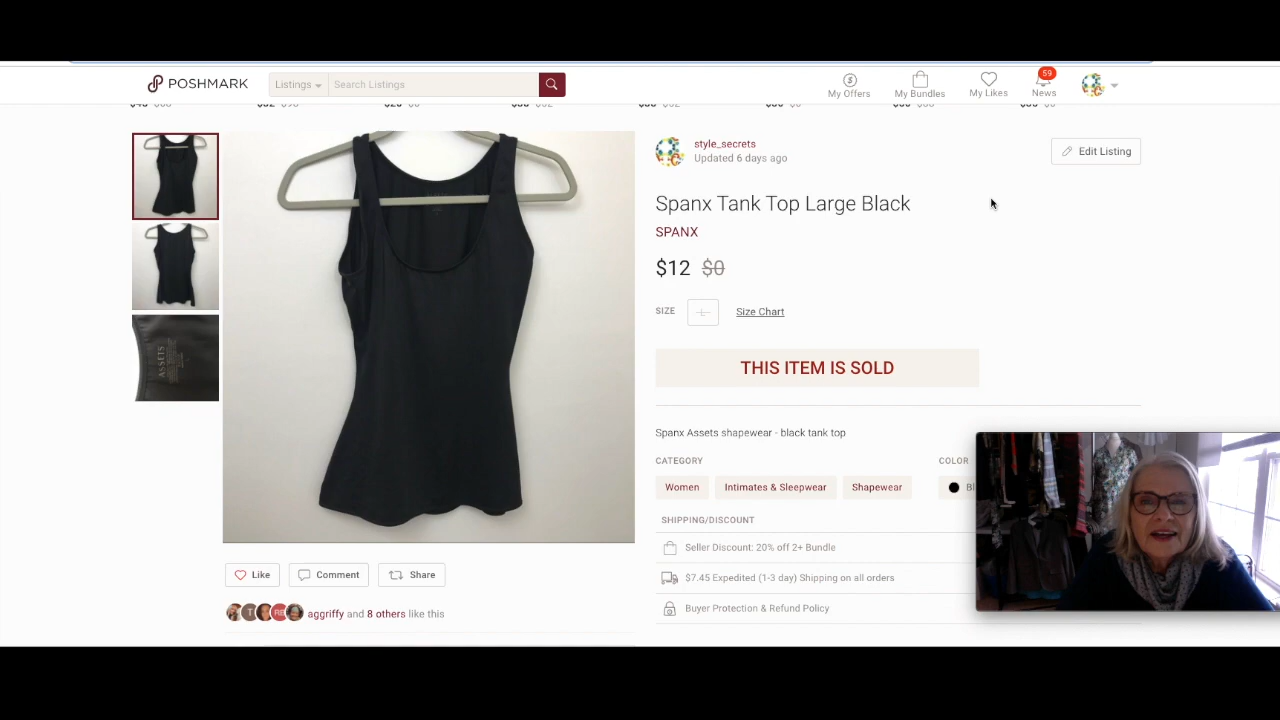 POSHMARK
Listings
Search Listings
My Offers
My Bundles
My Likes
59
News
style_secrets
Updated 6 days ago
Edit Listing
Spanx Tank Top Large Black
SPANX
$12 $0
SIZE
L
Size Chart
THIS ITEM IS SOLD
Spanx Assets shapewear - black tank top
CATEGORY
COLOR
Women
Intimates & Sleepwear
Shapewear
Bl
SHIPPING/DISCOUNT
Seller Discount: 20% off 2+ Bundle
$7.45 Expedited (1-3 day) Shipping on all orders
Buyer Protection & Refund Policy
ASSETS
Like
Comment
Share
aggriffy and 8 others like this